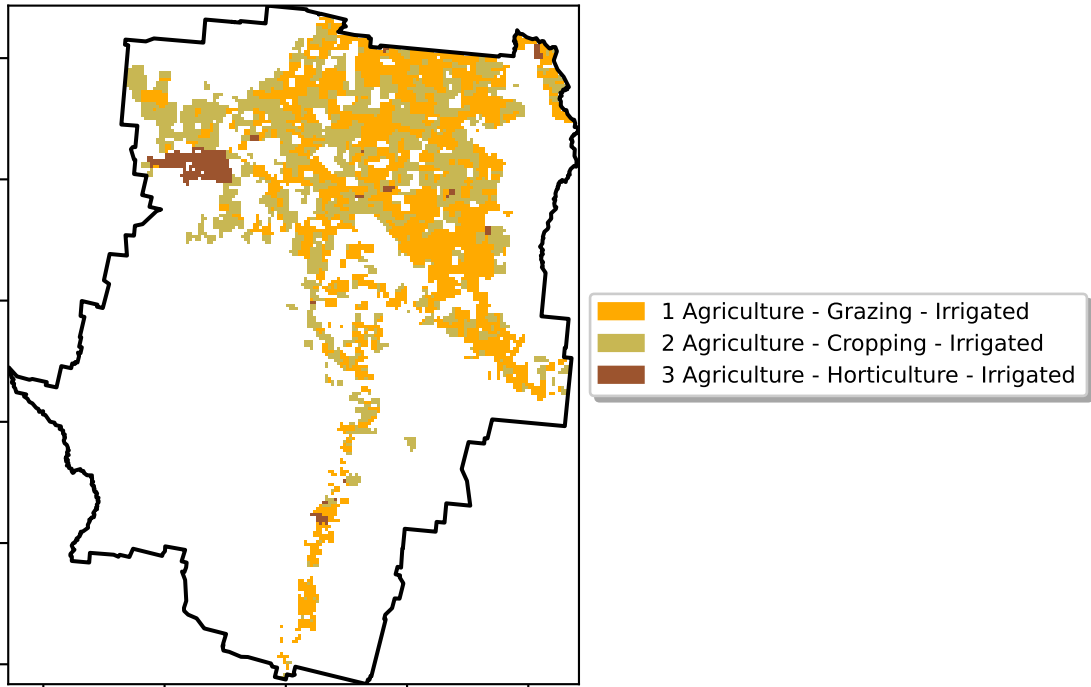 1 Agriculture - Grazing - Irrigated
2 Agriculture - Cropping - Irrigated
3 Agriculture - Horticulture - Irrigated